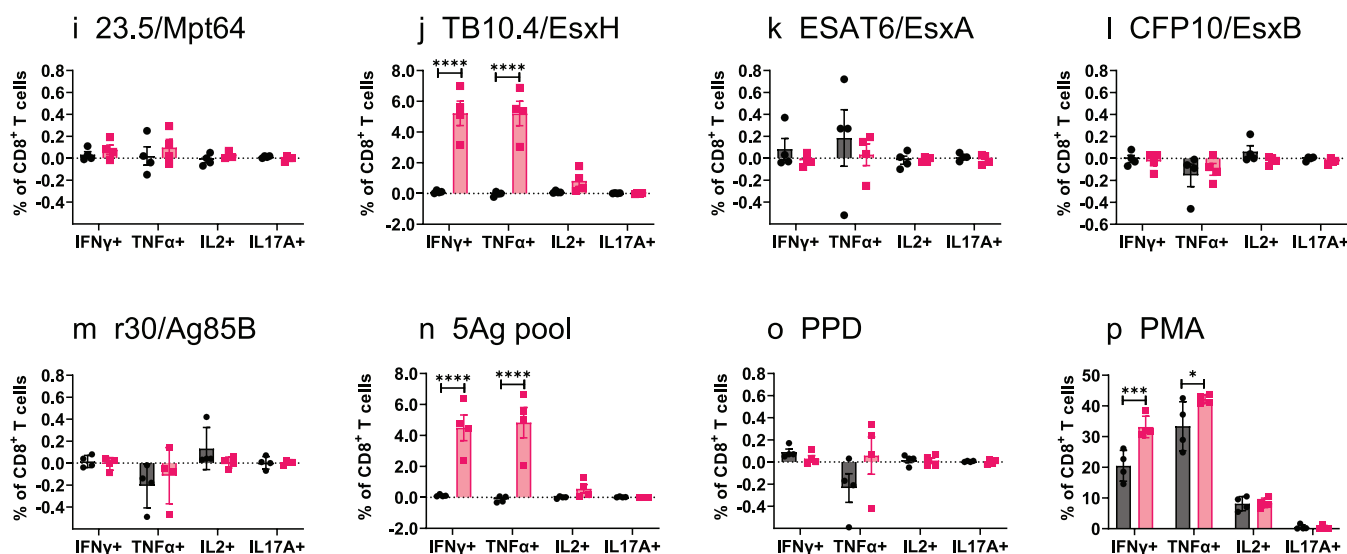 i 23.5/Mpt64
% of CD8+ T cells
0.8
0.6
0.4
0.2
0.0
-0.2
-0.4
IFNγ+ TNFα+ IL2+ IL17A+
j TB10.4/EsxH
% of CD8+ T cells
8.0
6.0
4.0
2.0
0.0
-2.0
**** ****
IFNγ+ TNFα+ IL2+ IL17A+
k ESAT6/EsxA
% of CD8+ T cells
0.8
0.6
0.4
0.2
0.0
-0.2
-0.4
IFNγ+ TNFα+ IL2+ IL17A+
l CFP10/EsxB
% of CD8+ T cells
0.8
0.6
0.4
0.2
0.0
-0.2
-0.4
-0.6
IFNγ+ TNFα+ IL2+ IL17A+
m r30/Ag85B
% of CD8+ T cells
0.8
0.6
0.4
0.2
0.0
-0.2
-0.4
IFNγ+ TNFα+ IL2+ IL17A+
n 5Ag pool
% of CD8+ T cells
8.0
6.0
4.0
2.0
0.0
-2.0
**** ****
IFNγ+ TNFα+ IL2+ IL17A+
o PPD
% of CD8+ T cells
0.8
0.6
0.4
0.2
0.0
-0.2
-0.4
IFNγ+ TNFα+ IL2+ IL17A+
p PMA
% of CD8+ T cells
50
40
30
20
10
0
*** *
IFNγ+ TNFα+ IL2+ IL17A+